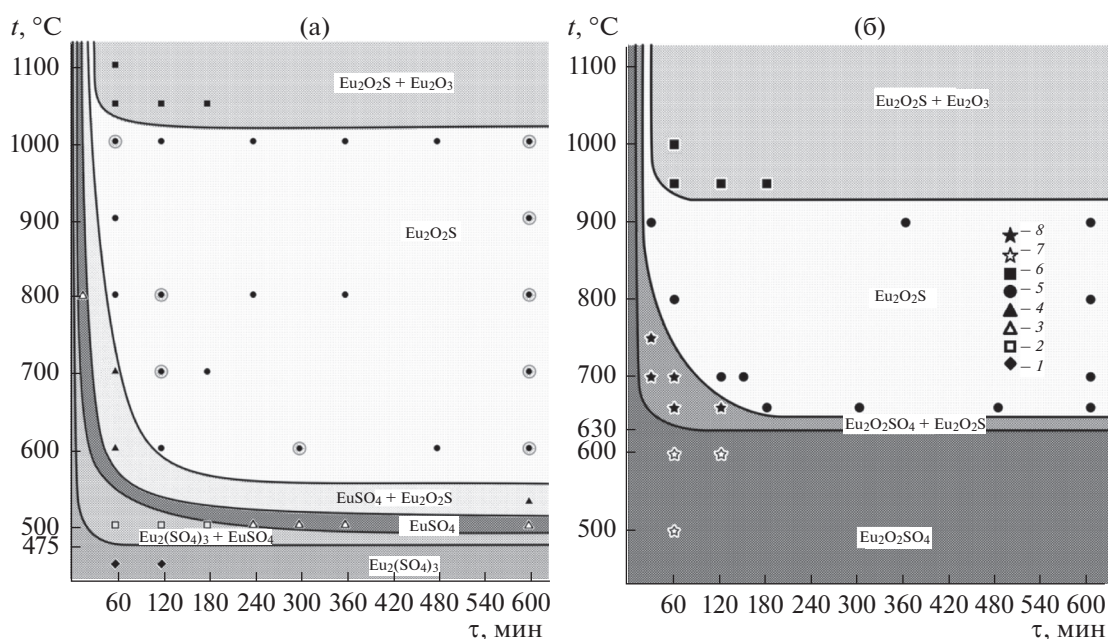 t, °C
(а)
1100
1000
900
800
700
600
500
475
Eu₂O₂S + Eu₂O₃
Eu₂O₂S
EuSO₄ + Eu₂O₂S
EuSO₄
Eu₂(SO₄)₃ + EuSO₄
Eu₂(SO₄)₃
60 120 180 240 300 360 420 480 540 600
τ, мин
t, °C
(б)
1100
1000
900
800
700
630
600
500
Eu₂O₂S + Eu₂O₃
– 8
– 7
– 6
– 5
– 4
– 3
– 2
– 1
Eu₂O₂S
Eu₂O₂SO₄ + Eu₂O₂S
Eu₂O₂SO₄
60 120 180 240 300 360 420 480 540 600
τ, мин